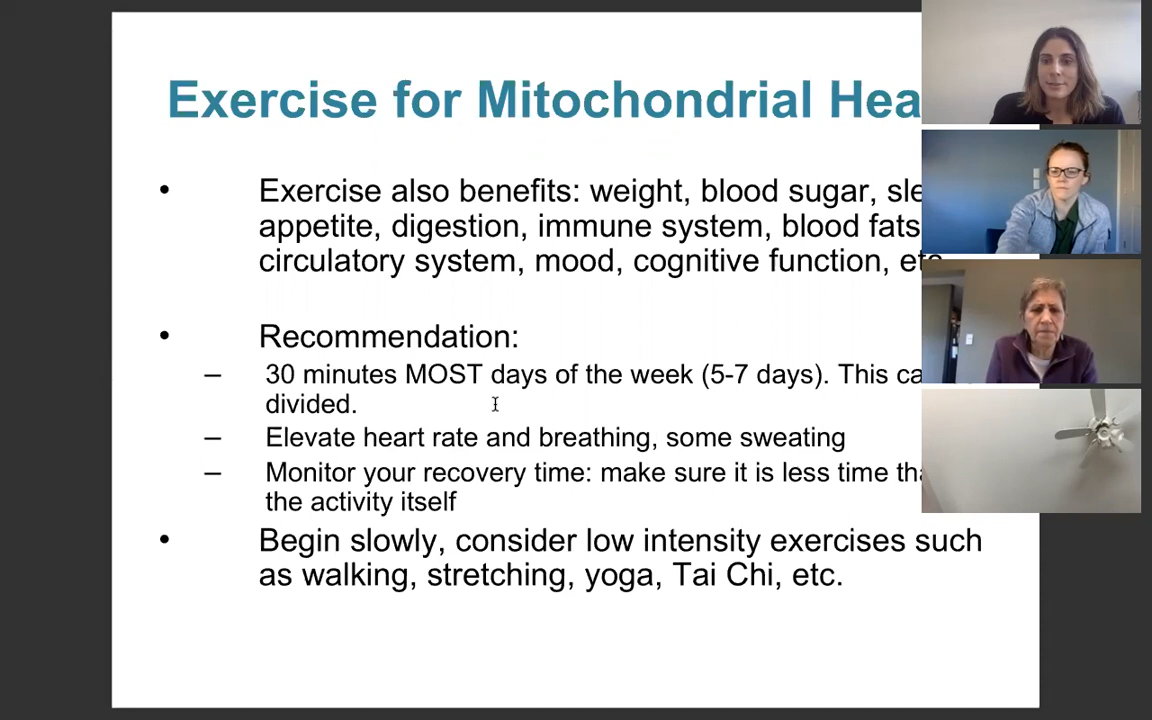 Exercise for Mitochondrial Hea
• Exercise also benefits: weight, blood sugar, sle
appetite, digestion, immune system, blood fats
circulatory system, mood, cognitive function, etc
• Recommendation:
– 30 minutes MOST days of the week (5-7 days). This ca
divided.
– Elevate heart rate and breathing, some sweating
– Monitor your recovery time: make sure it is less time tha
the activity itself
• Begin slowly, consider low intensity exercises such
as walking, stretching, yoga, Tai Chi, etc.